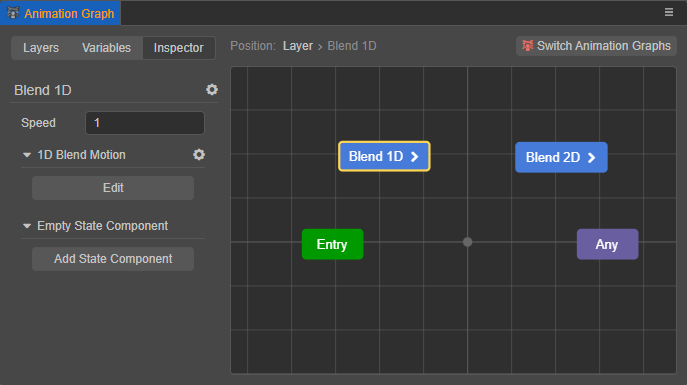 Animation Graph
Layers Variables Inspector
Position: Layer > Blend 1D
Switch Animation Graphs
Blend 1D
Speed 1
1D Blend Motion
Edit
Empty State Component
Add State Component
Blend 1D
Blend 2D
Entry
Any